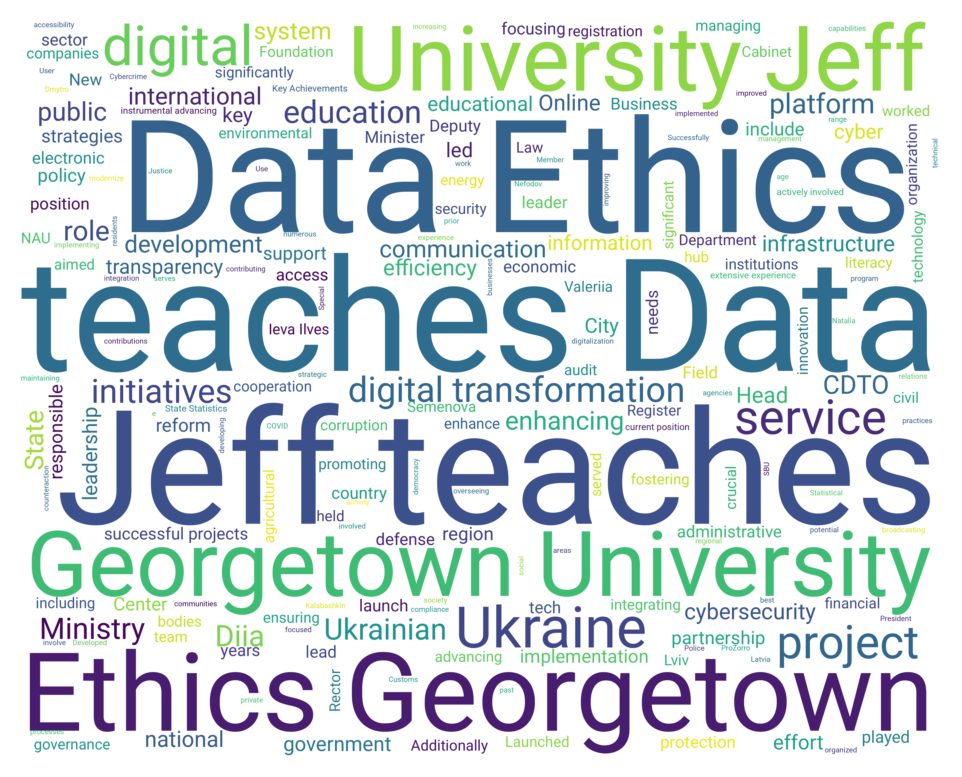 accessibility
increasing
capabilities
sector
digital
system
University Jeff
focusing
registration
managing
companies
Foundation
Cabinet
User
New
Cybercrime
significantly
Dmytro
Key Achievements
improved
international
public
instrumental advancing
key
education
educational
Online
Business
platform
worked
implemented
range
strategies
environmental
Minister
Deputy
Successfully
include
management
cyber
organization
technical
Data Ethics
electronic
led
work
Law
Member
policy
modernize
Justice
Use
energy
Nefodov
improving
age
actively involved
position
security
leader
significant
prior
role
residents
NAU
implementing
numerous
experience
development
support
communication
information
Department
infrastructure
technology
aimed
transparency
contributing
access
efficiency
economic
hub
institutions
literacy
integration
serves
Special
businesses
extensive experience
program
teaches Data
Valeriia
needs
contributions
Ieva Ilves
City
digitalization
innovation
Natalia
maintaining
strategic
audit
Field
agencies
relations
initiatives
cooperation
digital transformation
CDTO
Head
civil
State
responsible
leadership
State Statistics
e
Semenova
Register
service
reform
developing
COVID
corruption
enhance
enhancing
current position
practices
Jeff teaches
counteraction
agricultural
promoting
democracy
served
fostering
crucial
SBU
country
activity
overseeing
Statistical
held
involved
successful projects
defense
region
administrative
regional
potential
broadcasting
Georgetown University
social
areas
including
Center
communities
Kalabashkin
launch
society
compliance
tech
integrating
best
financial
cybersecurity
President
Ministry
bodies
team
Diia
ensuring
focused
Ukrainian
Ukraine
partnership
project
involve
Developed
years
lead
advancing
implementation
Police
ProZorro
Lviv
Latvia
Ethics Georgetown
Rector
Customs
past
private
processes
governance
national
government
Additionally
Launched
protection
effort
organized
played